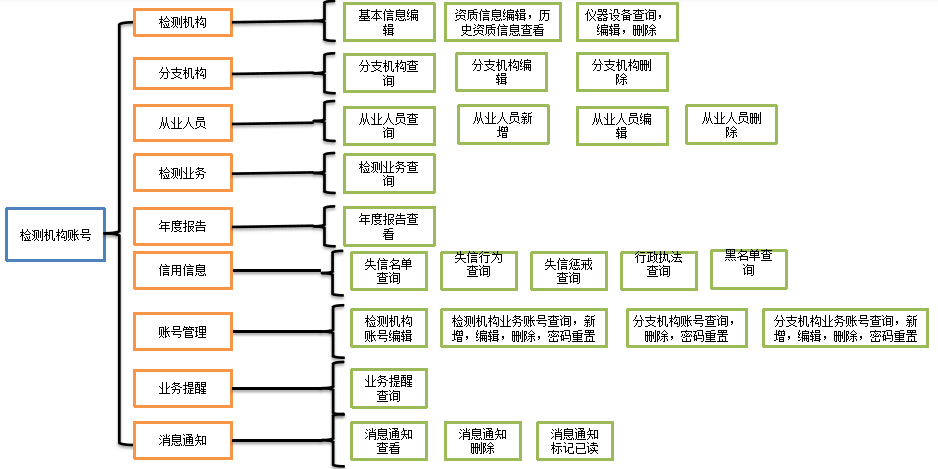 检测机构账号
检测机构
基本信息编
辑
资质信息编辑，历
史资质信息查看
仪器设备查询，
编辑，删除
分支机构
分支机构查
询
分支机构编
辑
分支机构删
除
从业人员
从业人员查
询
从业人员新
增
从业人员编
辑
从业人员删
除
检测业务
检测业务查
询
年度报告
年度报告查
看
信用信息
失信名单
查询
失信行为
查询
失信惩戒
查询
行政执法
查询
黑名单查
询
账号管理
检测机构
账号编辑
检测机构业务账号查询，新
增，编辑，删除，密码重置
分支机构账号查询，
删除，密码重置
分支机构业务账号查询，新
增，编辑，删除，密码重置
业务提醒
业务提醒
查询
消息通知
消息通知
查看
消息通知
删除
消息通知
标记已读